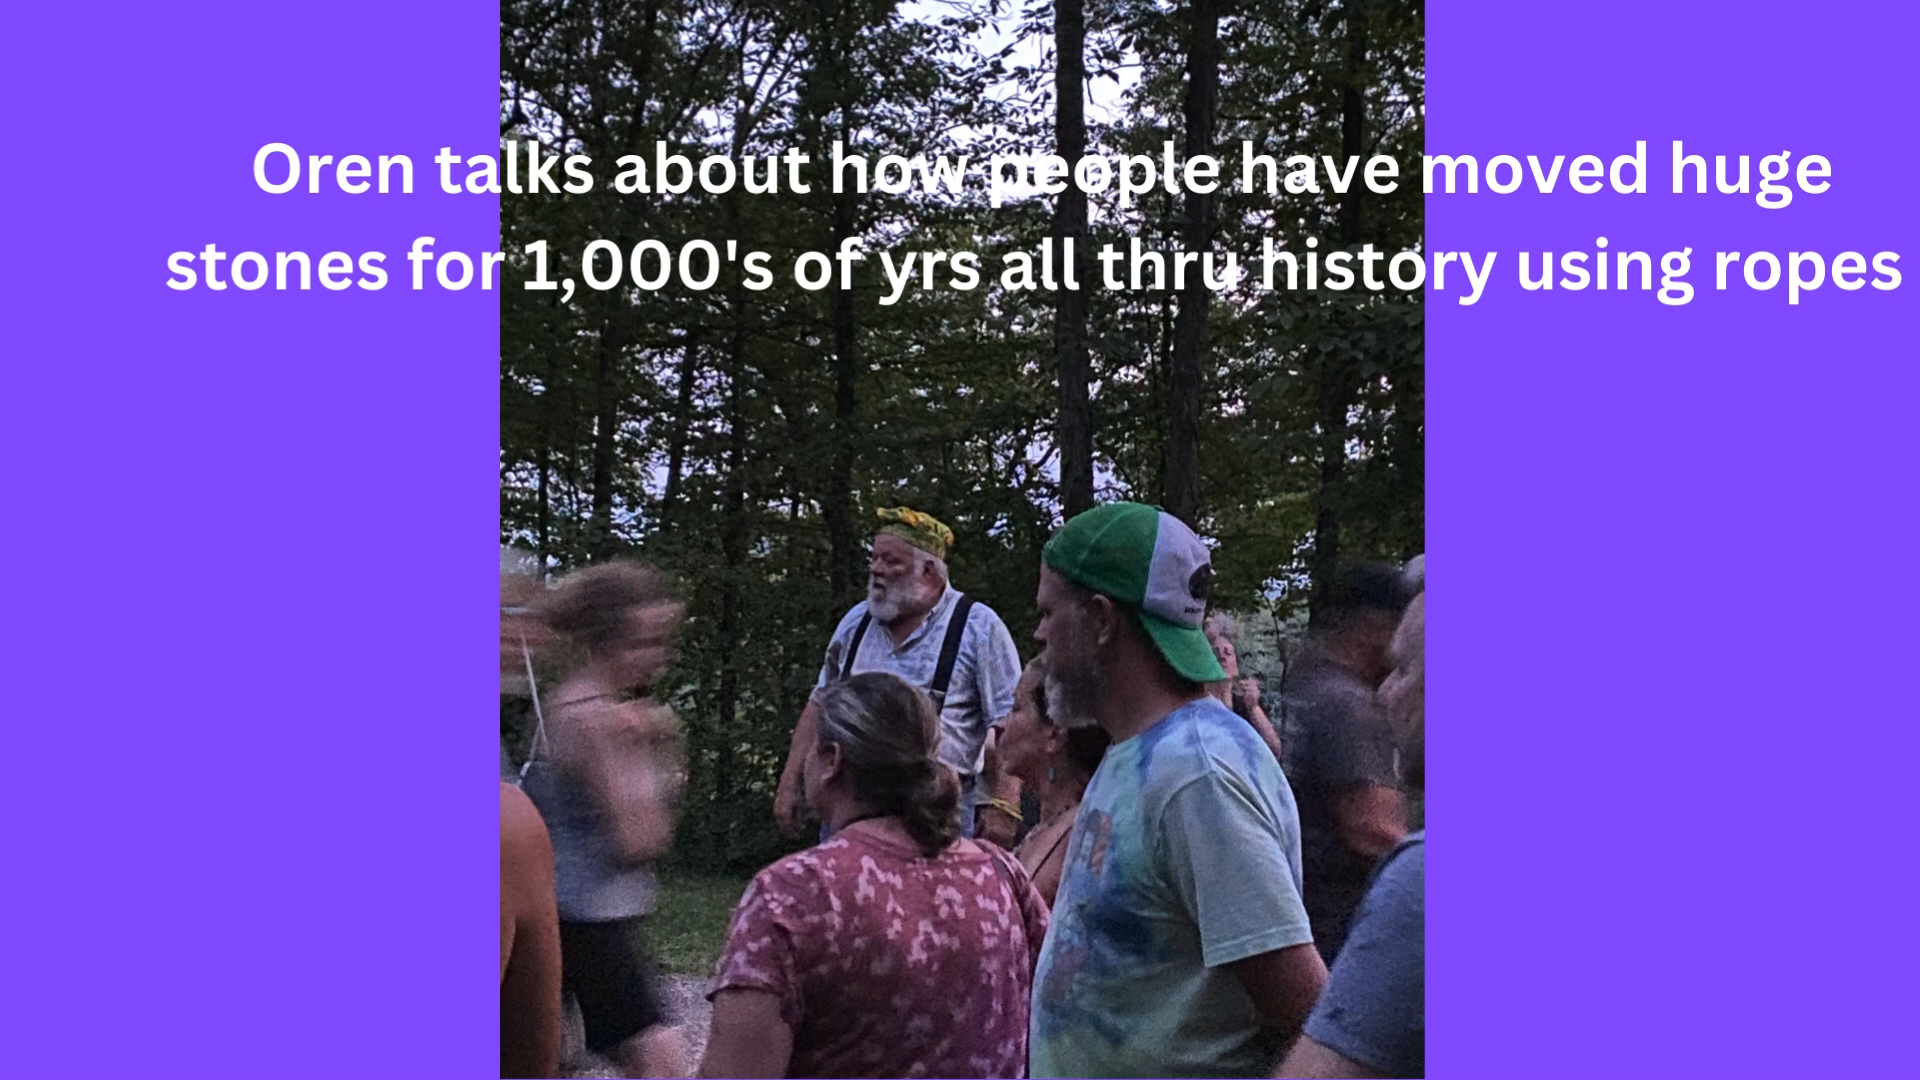 Oren talks about how people have moved huge
stones for 1,000's of yrs all thru history using ropes